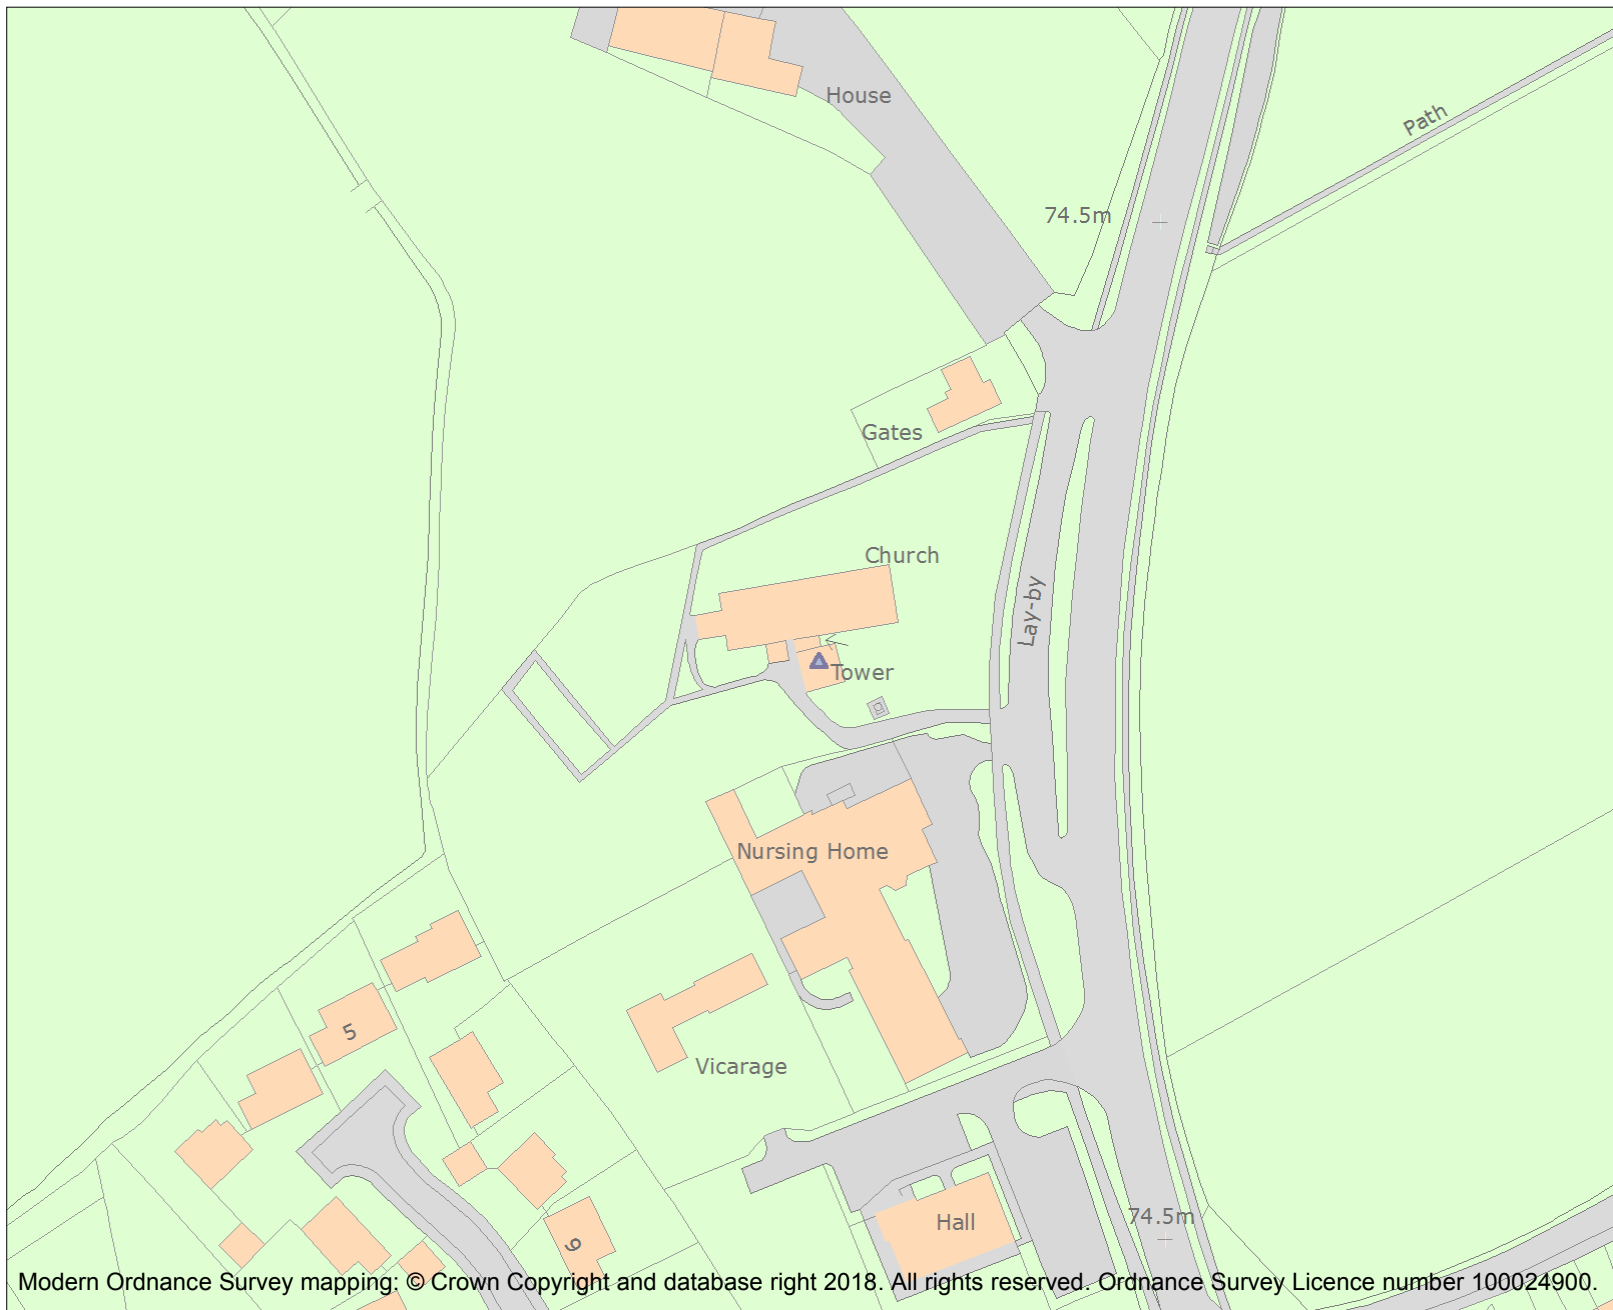 House
Path
74.5m
Gates
Church
Lay-by
Tower
Nursing Home
5
Vicarage
74.5m
Hall
9
Modern Ordnance Survey mapping: © Crown Copyright and database right 2018. All rights reserved. Ordnance Survey Licence number 100024900.